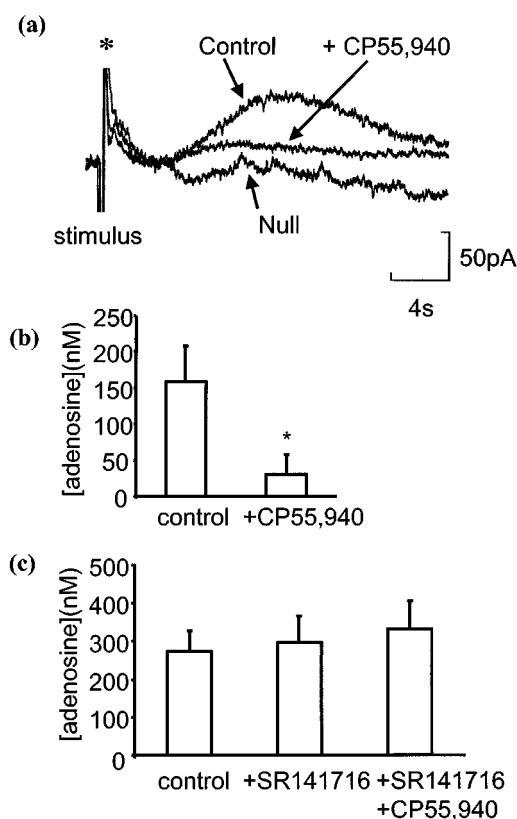 (a)
*
Control
+ CP55,940
stimulus
Null
50pA
4s
(b)
[adenosine](nM)
250
200
150
100
50
0
*
control +CP55,940
(c)
[adenosine](nM)
500
400
300
200
100
0
control +SR141716 +SR141716
+CP55,940